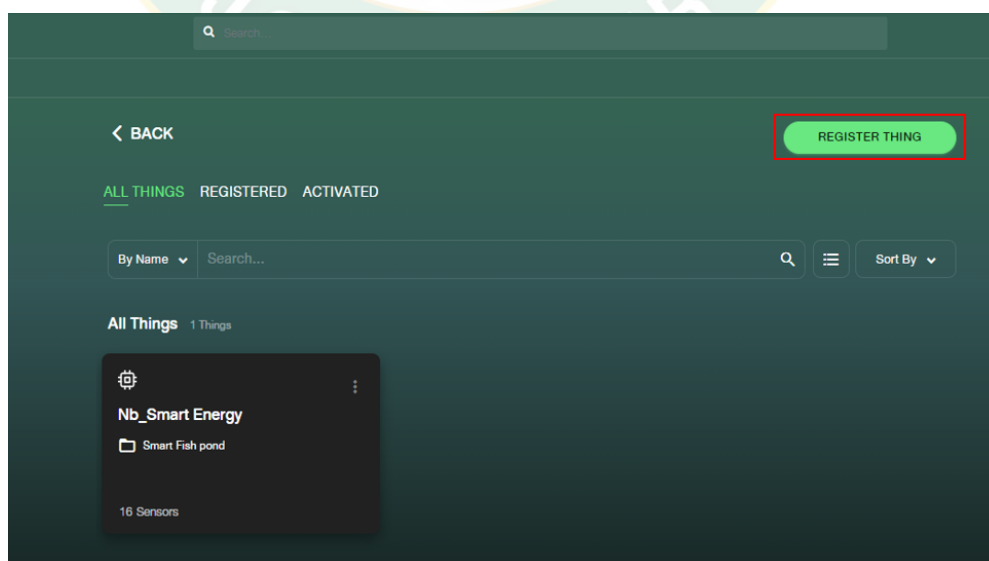 Search...
BACK
REGISTER THING
ALL THINGS REGISTERED ACTIVATED
By Name Search... Sort By
All Things 1 Things
Nb_Smart Energy
Smart Fish pond
16 Sensors